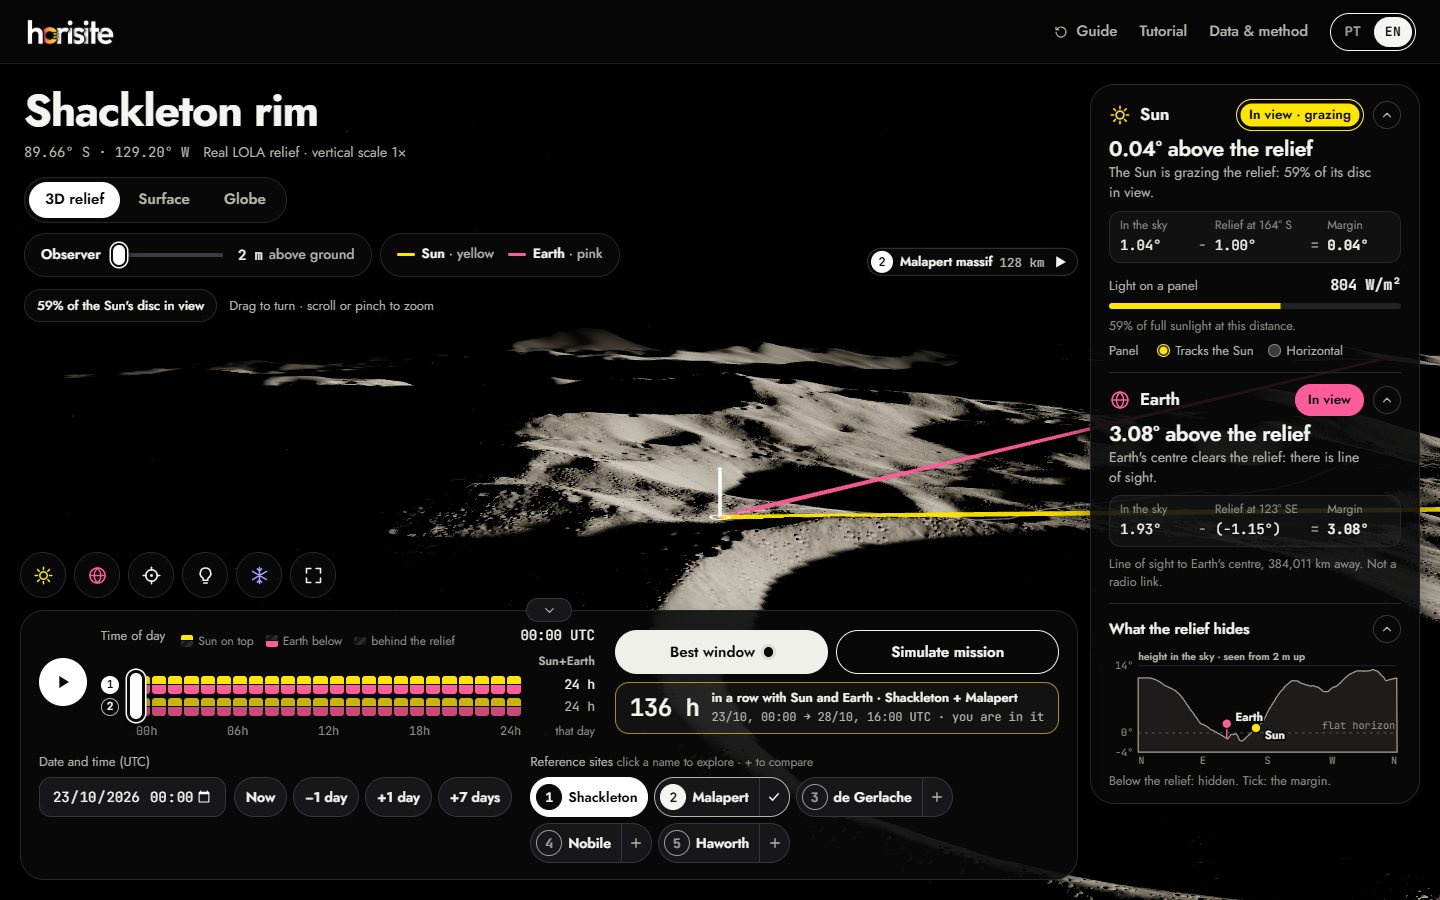 horisite
Guide
Tutorial
Data & method
PT
EN
Shackleton rim
89.66° S · 129.20° W Real LOLA relief · vertical scale 1×
3D relief
Surface
Globe
Observer 2 m above ground
Sun · yellow Earth · pink
59% of the Sun's disc in view
Drag to turn · scroll or pinch to zoom
2 Malapert massif 128 km
Sun
In view · grazing
0.04° above the relief
The Sun is grazing the relief: 59% of its disc
in view.
In the sky Relief at 164° S Margin
1.04° - 1.00° = 0.04°
Light on a panel 804 W/m²
59% of full sunlight at this distance.
Panel Tracks the Sun Horizontal
Earth
In view
3.08° above the relief
Earth's centre clears the relief: there is line
of sight.
In the sky Relief at 123° SE Margin
1.93° - (-1.15°) = 3.08°
Line of sight to Earth's centre, 384,011 km away. Not a
radio link.
What the relief hides
14° height in the sky · seen from 2 m up
Earth
flat horizon
0°
Sun
-4°
N E S W N
Below the relief: hidden. Tick: the margin.
Time of day Sun on top Earth below behind the relief
00:00 UTC
Sun+Earth
1 24 h
2 24 h
00h 06h 12h 18h 24h that day
Best window
Simulate mission
136 h
in a row with Sun and Earth · Shackleton + Malapert
23/10, 00:00 → 28/10, 16:00 UTC · you are in it
Date and time (UTC)
23/10/2026 00:00
Now
−1 day
+1 day
+7 days
Reference sites click a name to explore · + to compare
1 Shackleton
2 Malapert
3 de Gerlache +
4 Nobile +
5 Haworth +